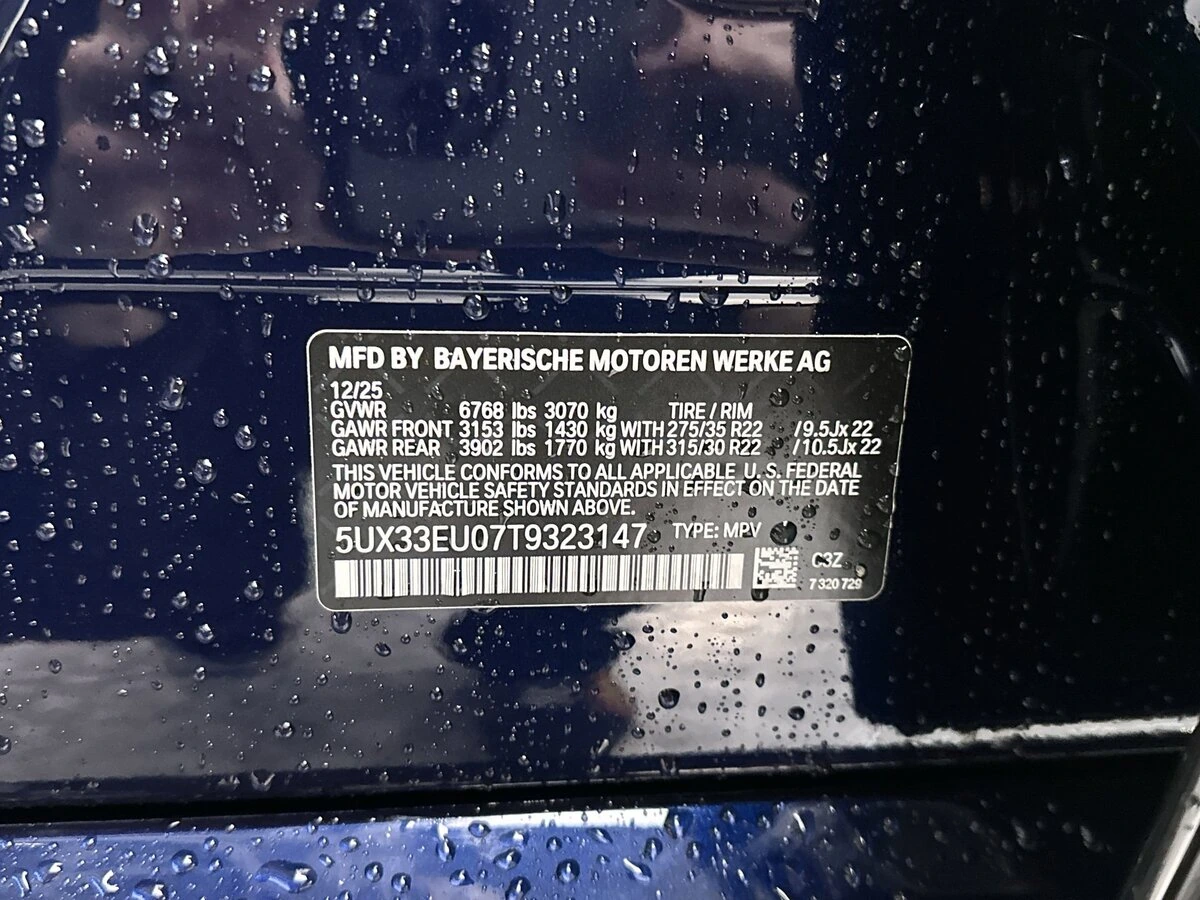 MFD BY BAYERISCHE MOTOREN WERKE AG
12/25
GVWR 6768 lbs 3070 kg TIRE / RIM
GAWR FRONT 3153 lbs 1430 kg WITH 275/35 R22 / 9.5Jx 22
GAWR REAR 3902 lbs 1770 kg WITH 315/30 R22 / 10.5Jx 22
THIS VEHICLE CONFORMS TO ALL APPLICABLE U. S. FEDERAL
MOTOR VEHICLE SAFETY STANDARDS IN EFFECT ON THE DATE
OF MANUFACTURE SHOWN ABOVE.
5UX33EU07T9323147 TYPE: MPV
C3Z
7 320 729